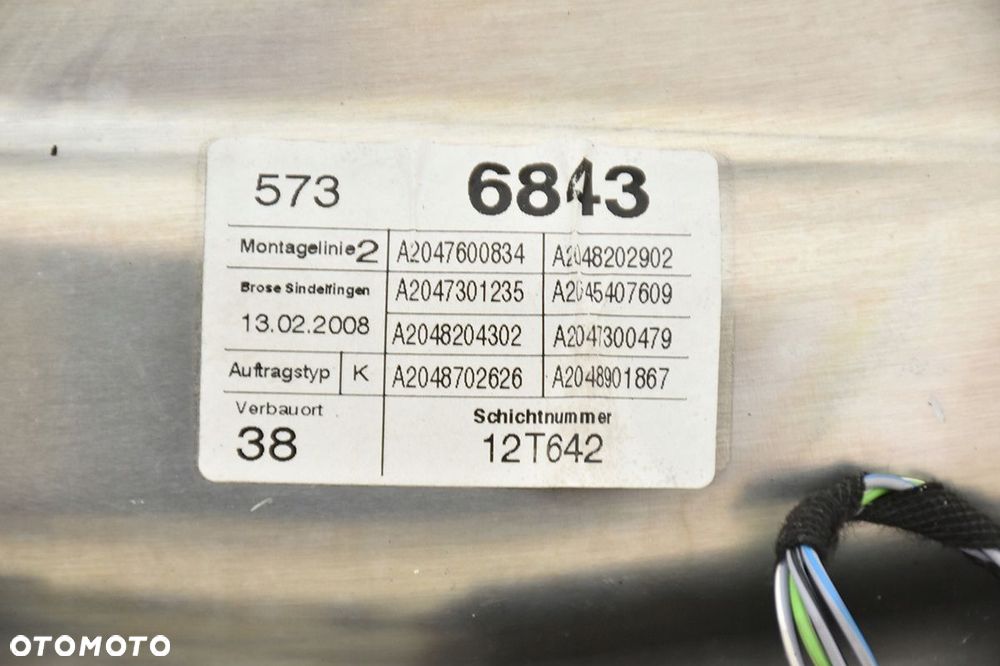 573 6843
Montagelinie 2 A2047600834 A2048202902
Brose Sindelfingen A2047301235 A2045407609
13.02.2008 A2048204302 A2047300479
Auftragstyp K A2048702626 A2048901867
Verbauort Schichtnummer
38 12T642
OTOMOTO